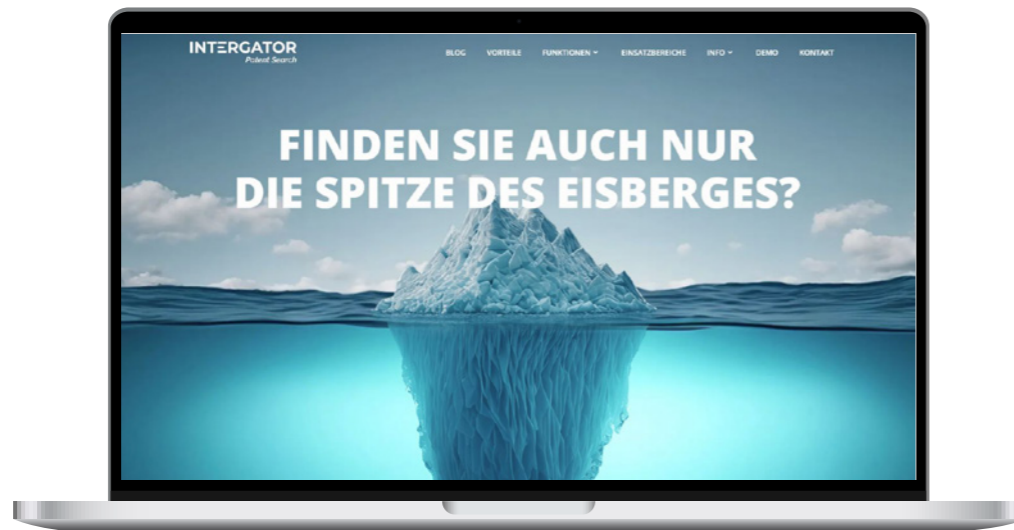 INTERGATOR
Patent Search
BLOG VORTEILE FUNKTIONEN EINSATZBEREICHE INFO DEMO KONTAKT
FINDEN SIE AUCH NUR
DIE SPITZE DES EISBERGES?